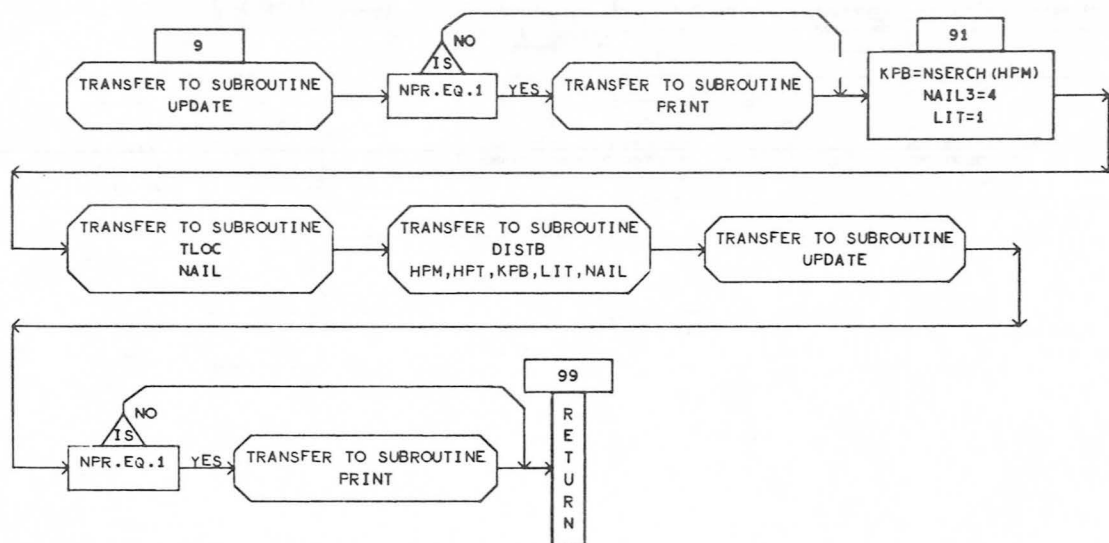 9
TRANSFER TO SUBROUTINE
UPDATE
NO
IS
NPR.EQ.1
YES
TRANSFER TO SUBROUTINE
PRINT
91
KPB=NSERCH(HPM)
NAIL3=4
LIT=1
TRANSFER TO SUBROUTINE
TLOC
NAIL
TRANSFER TO SUBROUTINE
DISTB
HPM,HPT,KPB,LIT,NAIL
TRANSFER TO SUBROUTINE
UPDATE
NO
IS
NPR.EQ.1
YES
TRANSFER TO SUBROUTINE
PRINT
99
RETURN